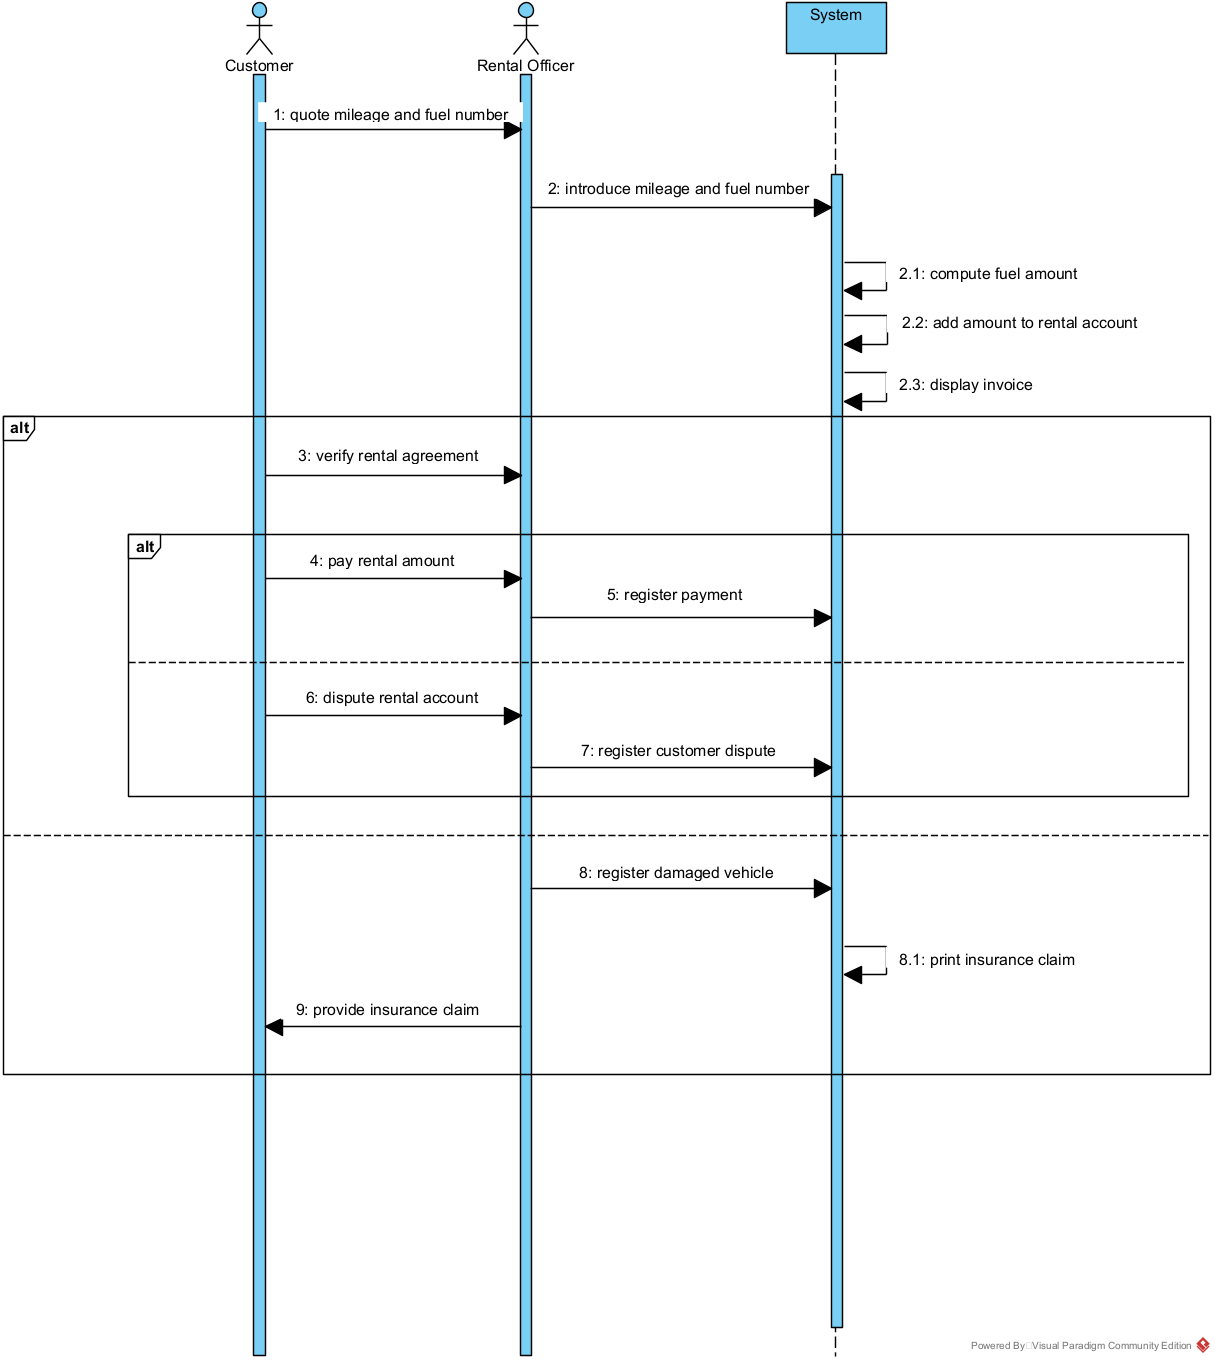 System
Customer
Rental Officer
1: quote mileage and fuel number
2: introduce mileage and fuel number
2.1: compute fuel amount
2.2: add amount to rental account
2.3: display invoice
alt
3: verify rental agreement
alt
4: pay rental amount
5: register payment
6: dispute rental account
7: register customer dispute
8: register damaged vehicle
8.1: print insurance claim
9: provide insurance claim
Powered By Visual Paradigm Community Edition